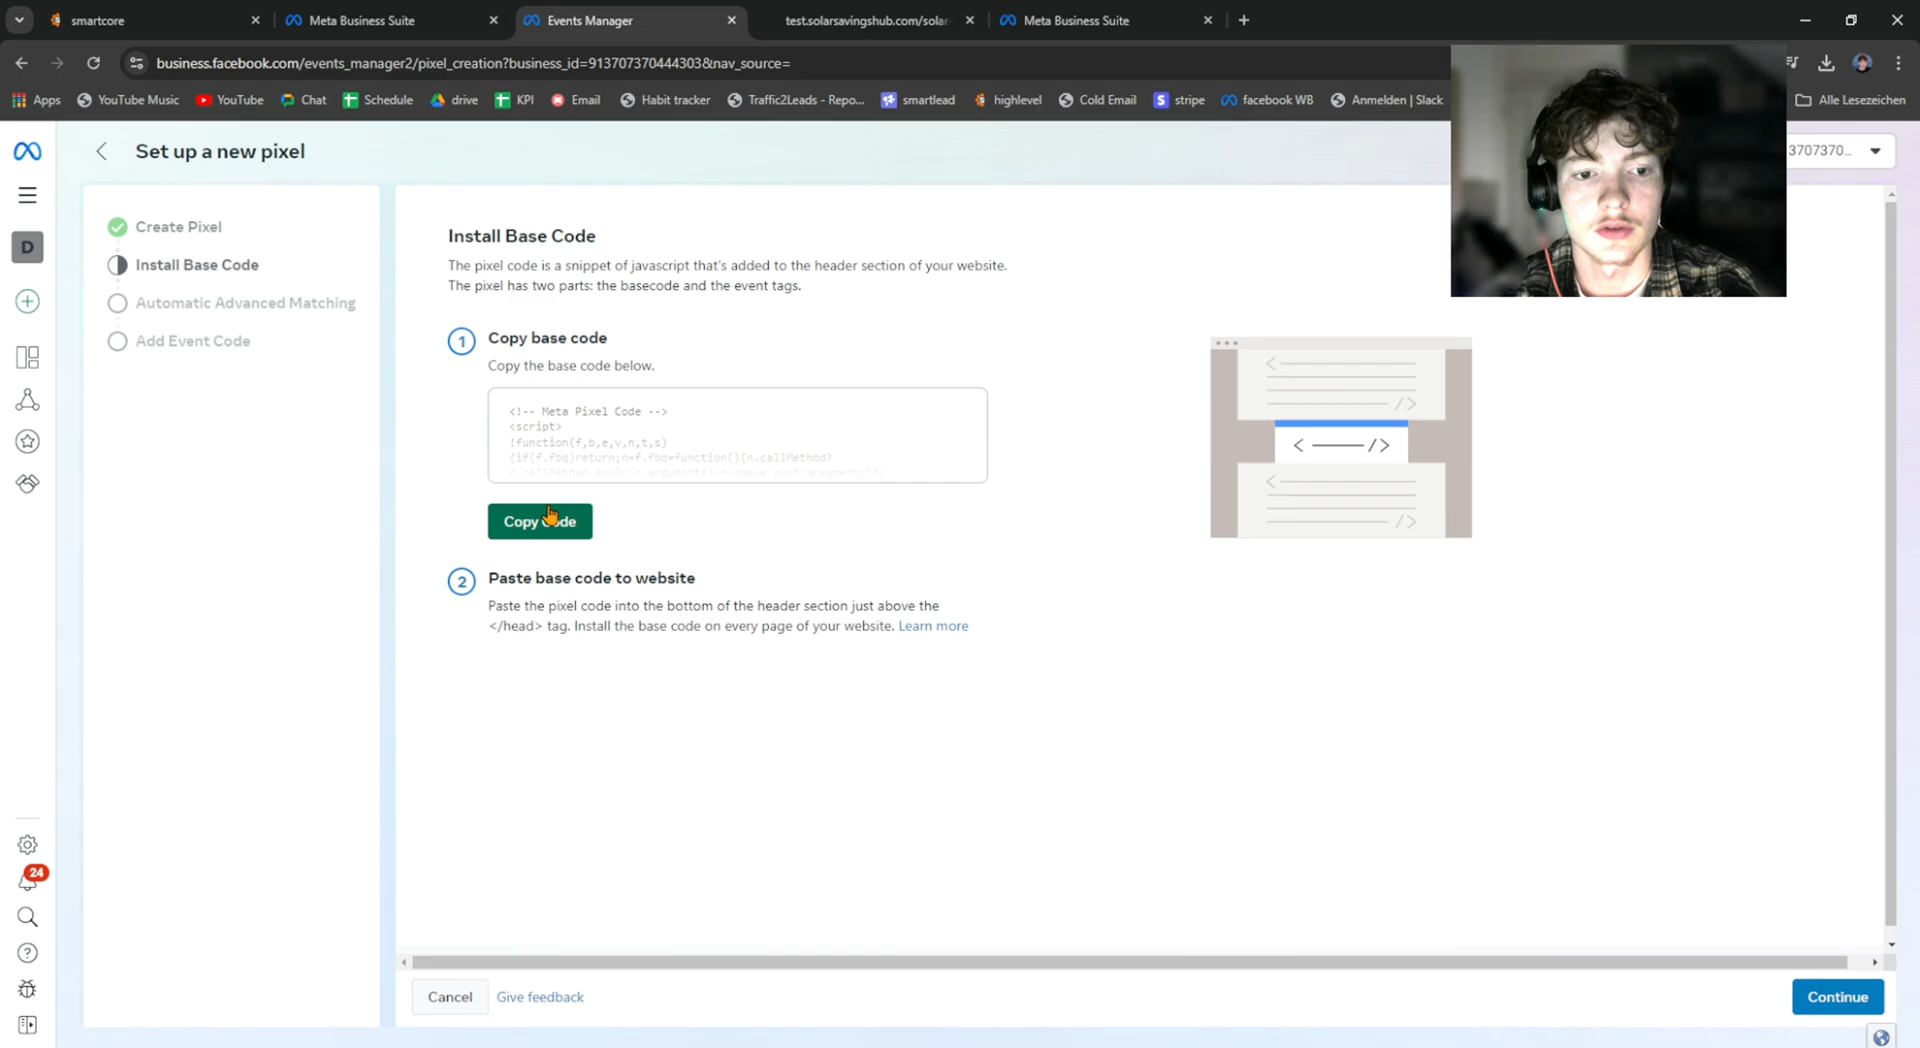 smartcore
Meta Business Suite
Events Manager
test.solarsavingshub.com/solar-
Meta Business Suite
business.facebook.com/events_manager2/pixel_creation?business_id=913707370444303&nav_source=
Apps
YouTube Music
YouTube
Chat
Schedule
drive
KPI
Email
Habit tracker
Traffic2Leads - Repo...
smartlead
highlevel
Cold Email
S stripe
facebook WB
Anmelden | Slack
Alle Lesezeichen
Set up a new pixel
3707370...
D
Create Pixel
Install Base Code
Automatic Advanced Matching
Add Event Code
Install Base Code
The pixel code is a snippet of javascript that's added to the header section of your website.
The pixel has two parts: the basecode and the event tags.
1 Copy base code
Copy the base code below.
<!-- Meta Pixel Code -->
<script>
!function(f,b,e,v,n,t,s)
{if(f.fbq)return;n=f.fbq=function(){n.callMethod?
n.callMethod.apply(n,arguments):n.queue.push(arguments)};
Copy Code
2 Paste base code to website
Paste the pixel code into the bottom of the header section just above the
</head> tag. Install the base code on every page of your website. Learn more
24
Cancel
Give feedback
Continue